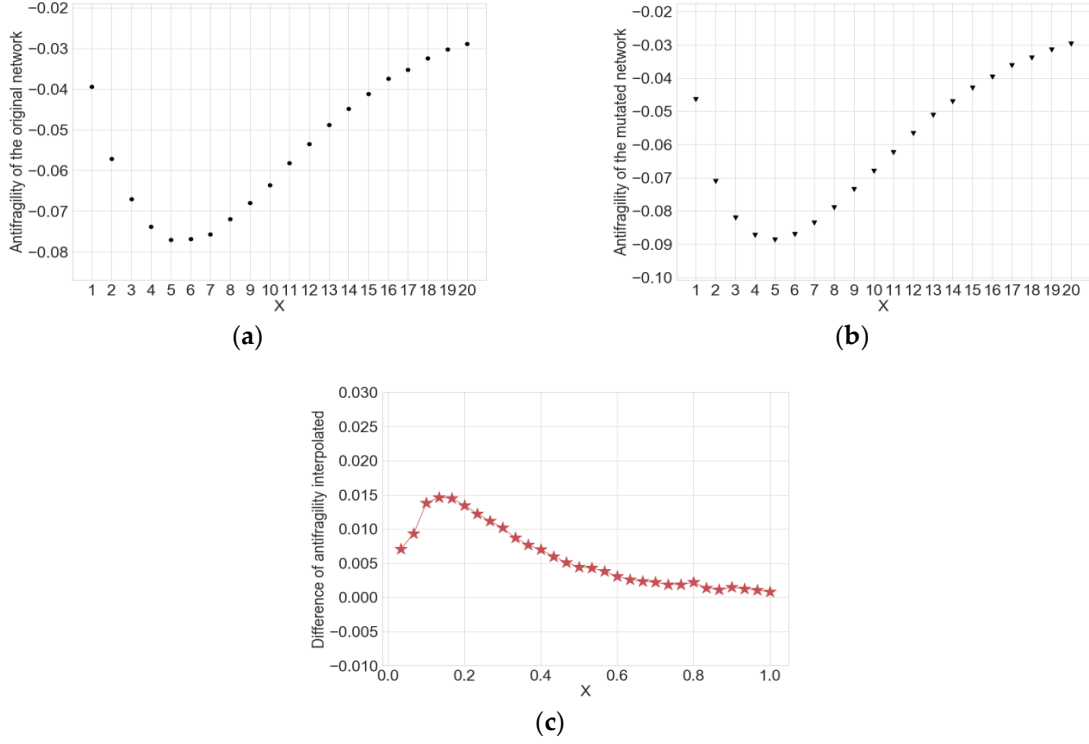 −0.02
−0.03
−0.04
−0.05
−0.06
−0.07
−0.08
Antifragility of the original network
1 2 3 4 5 6 7 8 9 10 11 12 13 14 15 16 17 18 19 20
X
(a)
−0.02
−0.03
−0.04
−0.05
−0.06
−0.07
−0.08
−0.09
−0.10
Antifragility of the mutated network
1 2 3 4 5 6 7 8 9 10 11 12 13 14 15 16 17 18 19 20
X
(b)
0.030
0.025
0.020
0.015
0.010
0.005
0.000
−0.005
−0.010
Difference of antifragility interpolated
0.0 0.2 0.4 0.6 0.8 1.0
X
(c)